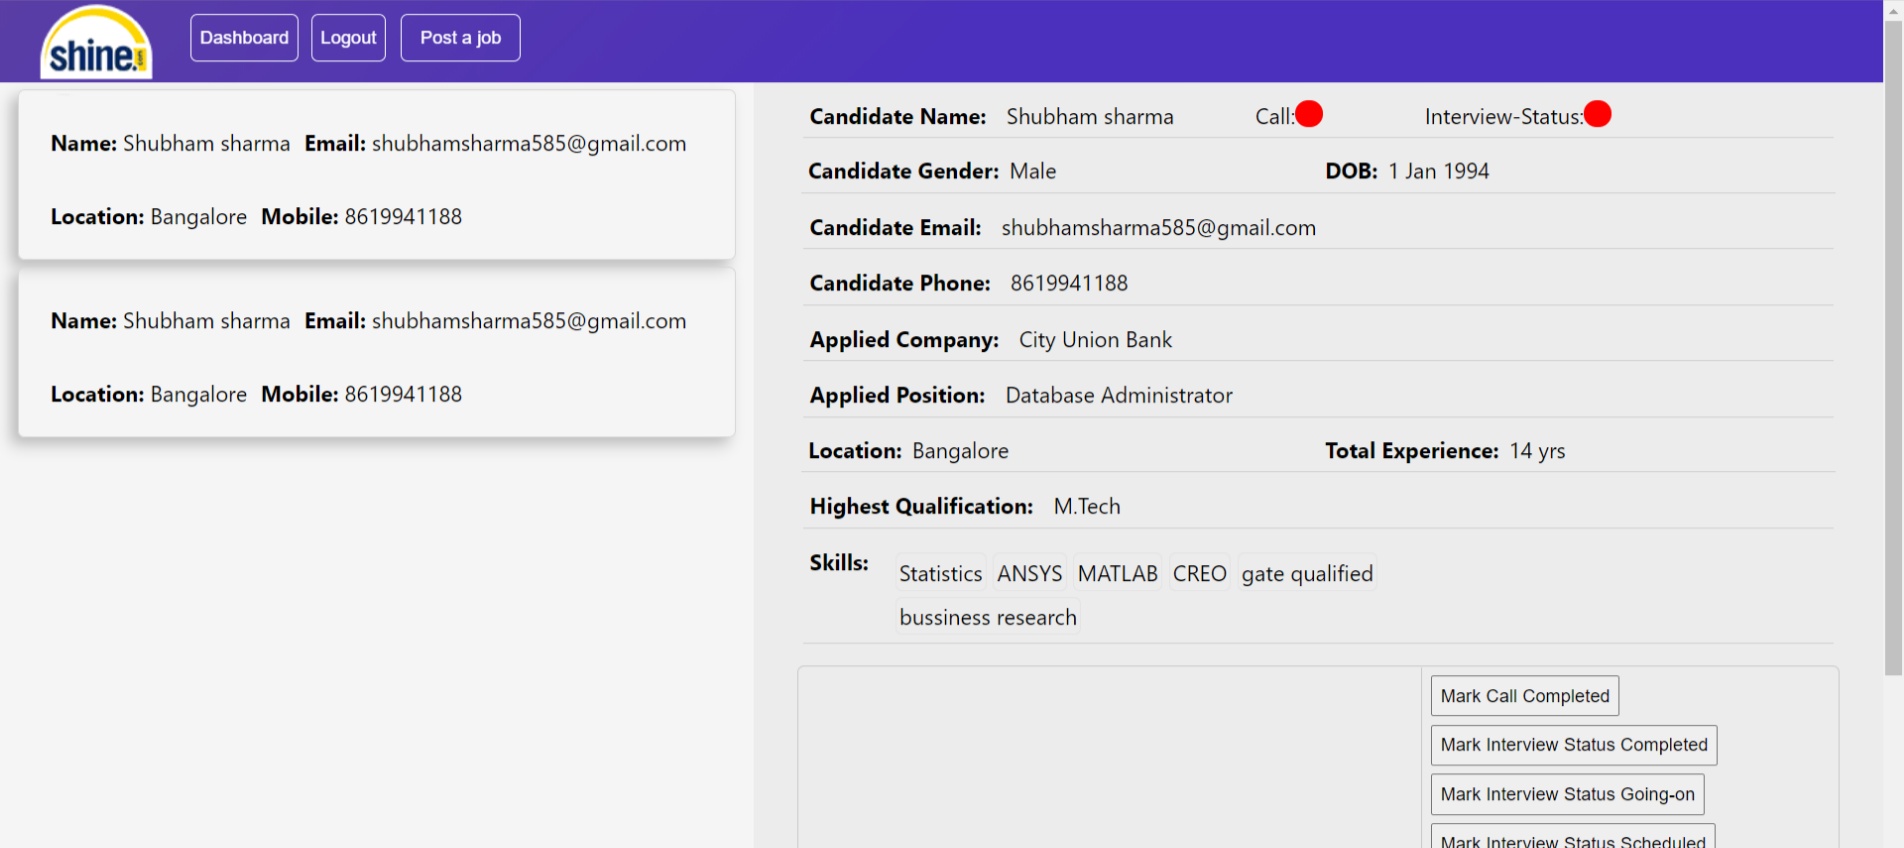 shine.com
Dashboard Logout Post a job
Name: Shubham sharma Email: shubhamsharma585@gmail.com
Location: Bangalore Mobile: 8619941188
Name: Shubham sharma Email: shubhamsharma585@gmail.com
Location: Bangalore Mobile: 8619941188
Candidate Name: Shubham sharma Call: Interview-Status:
Candidate Gender: Male DOB: 1 Jan 1994
Candidate Email: shubhamsharma585@gmail.com
Candidate Phone: 8619941188
Applied Company: City Union Bank
Applied Position: Database Administrator
Location: Bangalore Total Experience: 14 yrs
Highest Qualification: M.Tech
Skills: Statistics ANSYS MATLAB CREO gate qualified
bussiness research
Mark Call Completed
Mark Interview Status Completed
Mark Interview Status Going-on
Mark Interview Status Scheduled